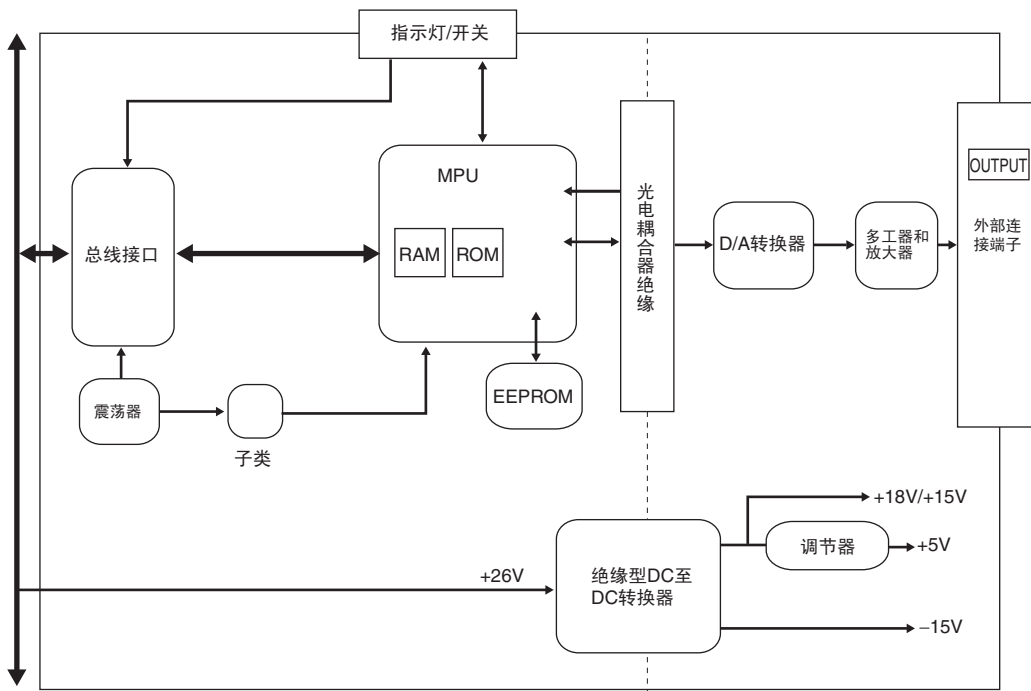 指示灯/开关
MPU
RAM
ROM
总线接口
光电耦合器绝缘
D/A转换器
多工器和
放大器
OUTPUT
外部连
接端子
EEPROM
震荡器
子类
+18V/+15V
调节器
+5V
+26V
绝缘型DC至
DC转换器
–15V